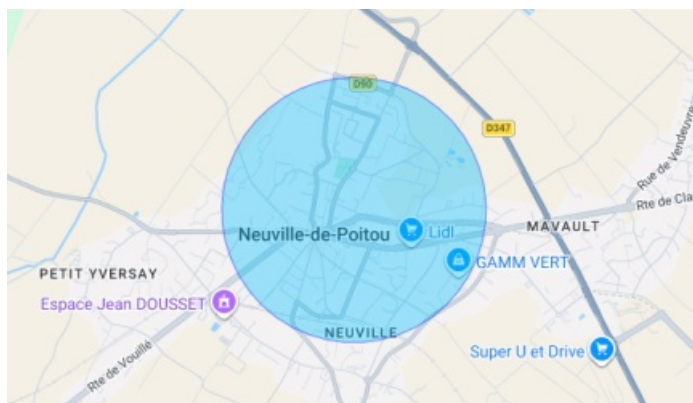 D90
D347
Rue de Vendeuvre
Rte de Cla
MAVAULT
Neuville-de-Poitou
Lidl
GAMM VERT
PETIT YVERSAY
Espace Jean DOUSSET
NEUVILLE
Super U et Drive
Rte de Vouillé